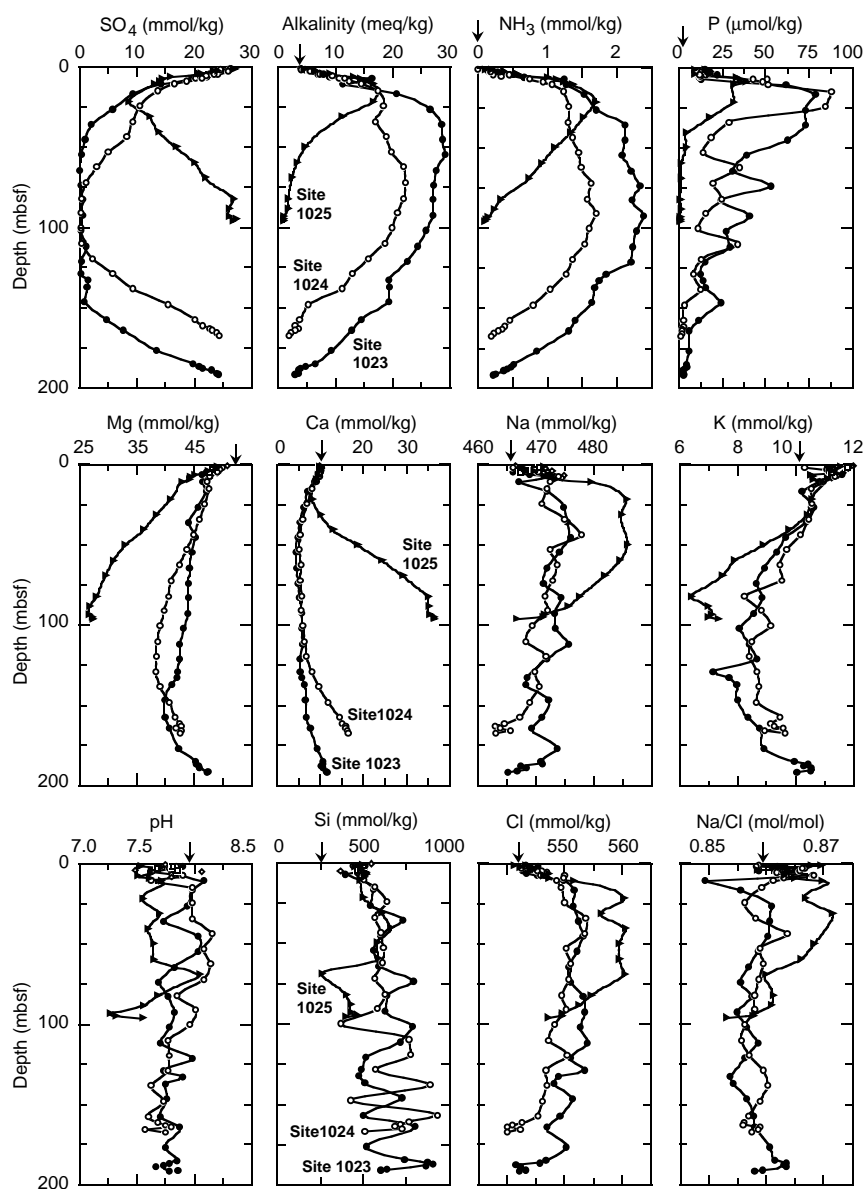 SO4 (mmol/kg) Alkalinity (meq/kg) NH3 (mmol/kg) P (μmol/kg)
0 10 20 30 0 10 20 30 0 1 2 0 25 50 75 100
0
100
200
Depth (mbsf)
Site
1025
Site
1024
Site
1023
Mg (mmol/kg) Ca (mmol/kg) Na (mmol/kg) K (mmol/kg)
25 35 45 0 20 40 460 470 480 6 8 10 12
0
100
200
Depth (mbsf)
Site
1025
Site1024
Site 1023
pH Si (mmol/kg) Cl (mmol/kg) Na/Cl (mol/mol)
7.0 7.5 8.5 0 500 1000 550 560 0.85 0.87
0
100
200
Depth (mbsf)
Site
1025
Site1024
Site 1023